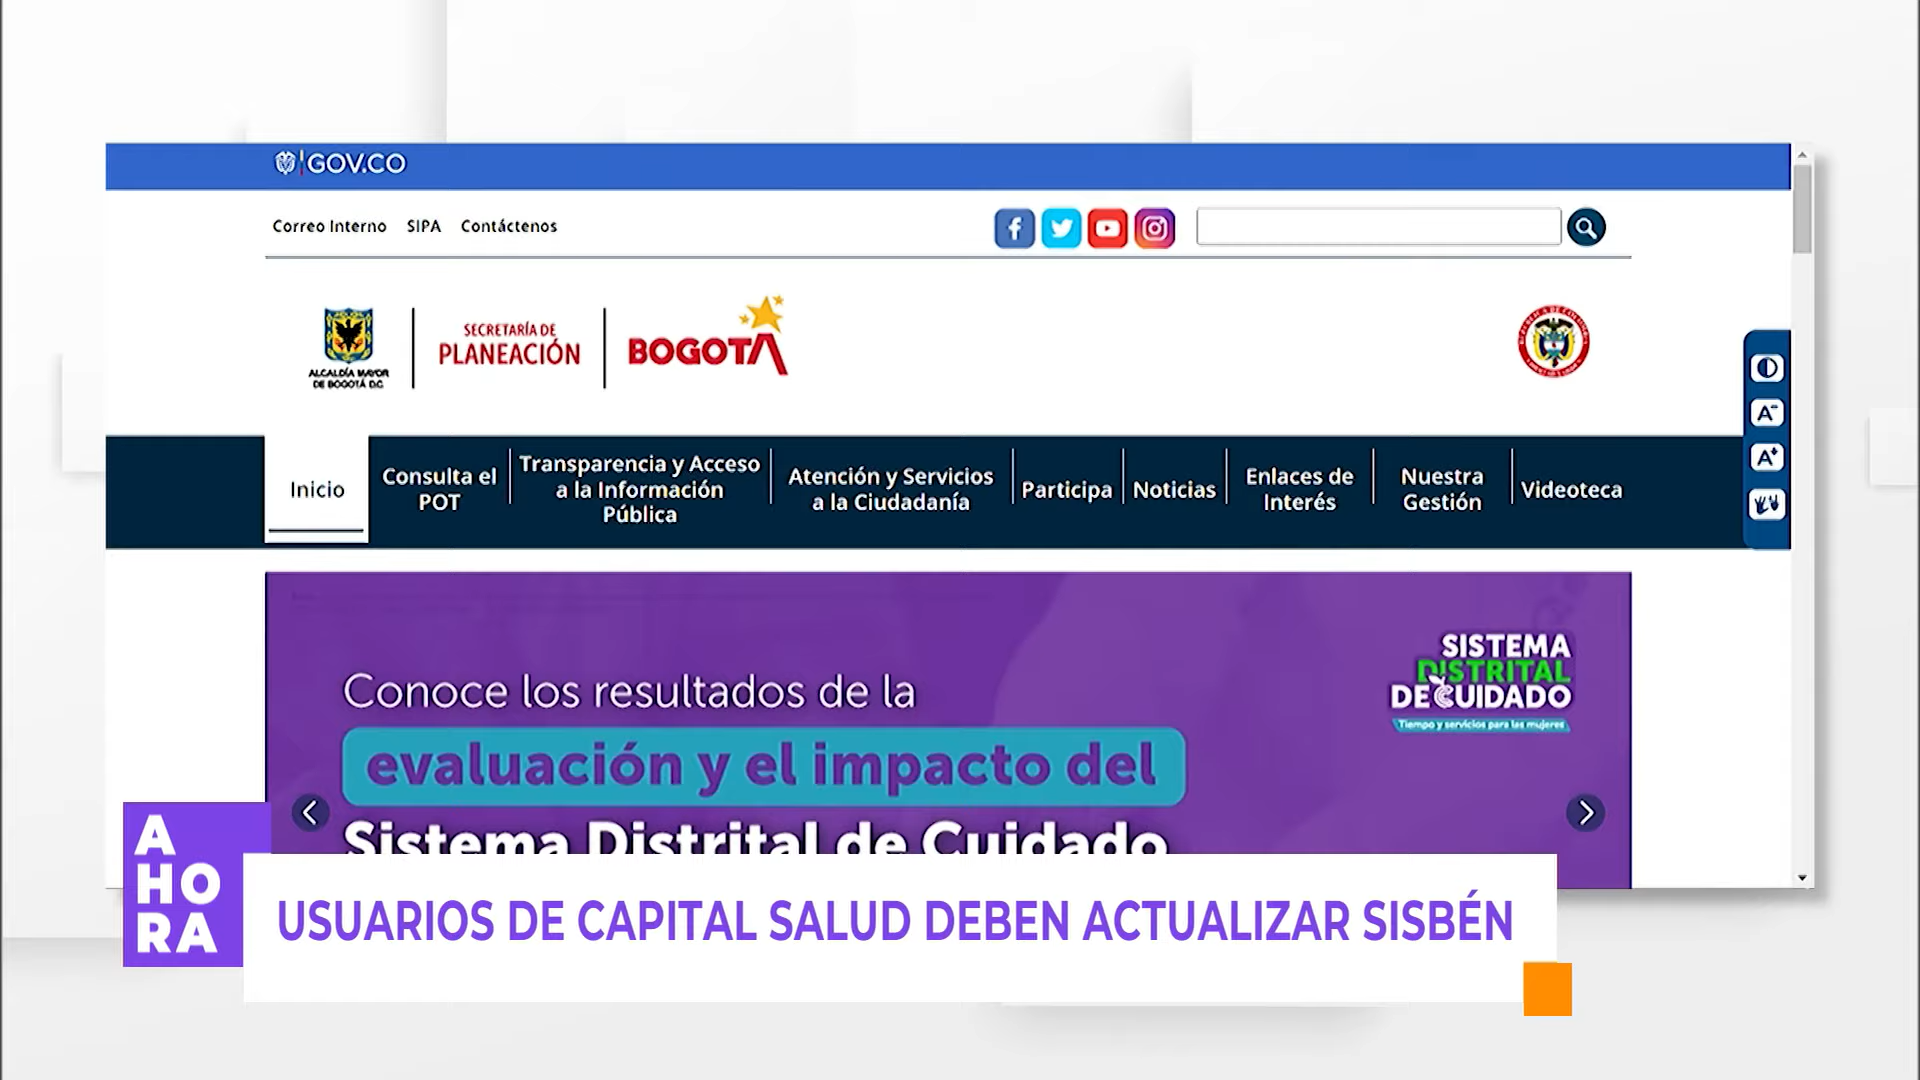 GOV.CO
Correo Interno SIPA Contáctenos
ALCALDÍA MAYOR
DE BOGOTÁ D.C.
SECRETARÍA DE
PLANEACIÓN
BOGOTA
Inicio
Consulta el
POT
Transparencia y Acceso
a la Información
Pública
Atención y Servicios
a la Ciudadanía
Participa
Noticias
Enlaces de
Interés
Nuestra
Gestión
Videoteca
A-
A+
Conoce los resultados de la
evaluación y el impacto del
Sistema Distrital de Cuidado
SISTEMA
DISTRITAL
DE CUIDADO
Tiempo y servicios para las mujeres
A
HO
RA
USUARIOS DE CAPITAL SALUD DEBEN ACTUALIZAR SISBÉN